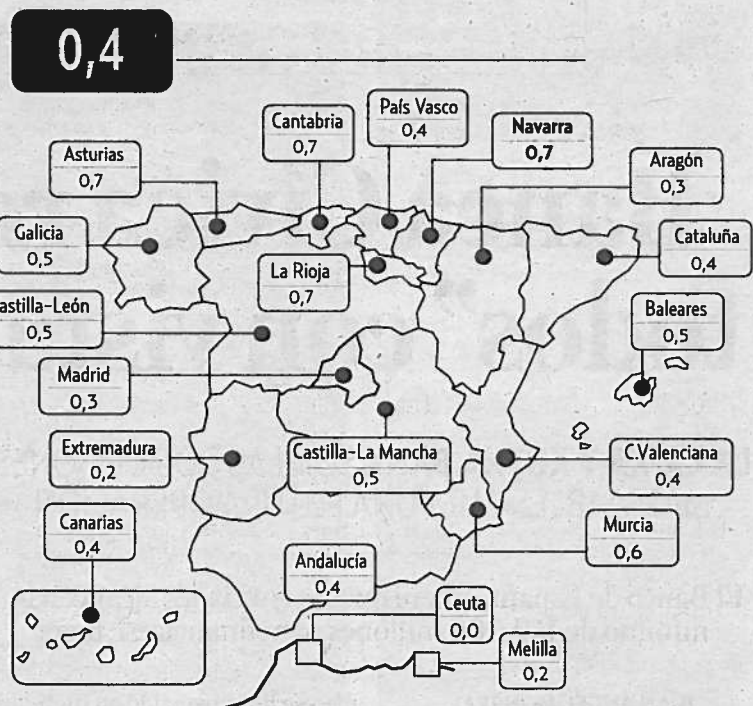 0,4
País Vasco
0,4
Cantabria
0,7
Navarra
0,7
Asturias
0,7
Aragón
0,3
Galicia
0,5
Cataluña
0,4
La Rioja
0,7
astilla-León
0,5
Baleares
0,5
Madrid
0,3
Extremadura
0,2
Castilla-La Mancha
0,5
C.Valenciana
0,4
Canarias
0,4
Murcia
0,6
Andalucía
0,4
Ceuta
0,0
Melilla
0,2